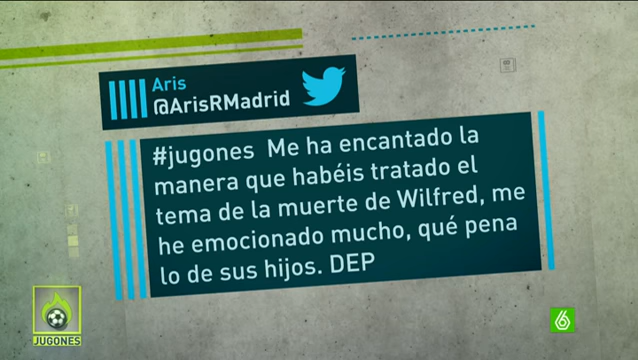 Aris
@ArisRMadrid
#jugones Me ha encantado la
manera que habéis tratado el
tema de la muerte de Wilfred, me
he emocionado mucho, qué pena
lo de sus hijos. DEP
JUGONES
6